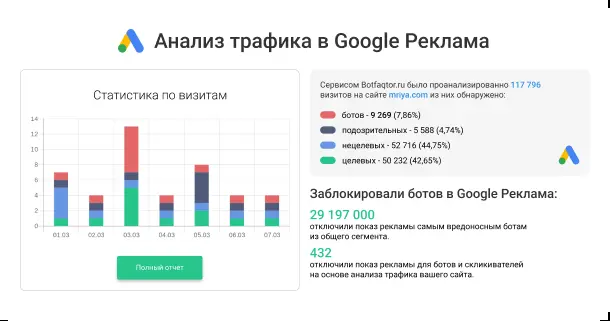 Анализ трафика в Google Реклама
Статистика по визитам
14
12
10
8
6
4
2
0
01.03
02.03
03.03
04.03
05.03
06.03
07.03
Полный отчёт
Сервисом Botfaqtor.ru было проанализированно 117 796
визитов на сайте mriya.com из них обнаружено:
ботов - 9 269 (7,86%)
подозрительных - 5 588 (4,74%)
нецелевых - 52 716 (44,75%)
целевых - 50 232 (42,65%)
Заблокировали ботов в Google Реклама:
29 197 000
отключили показ рекламы самым вредоносным ботам
из общего сегмента.
432
отключили показ рекламы для ботов и скликивателей
на основе анализа трафика вашего сайта.